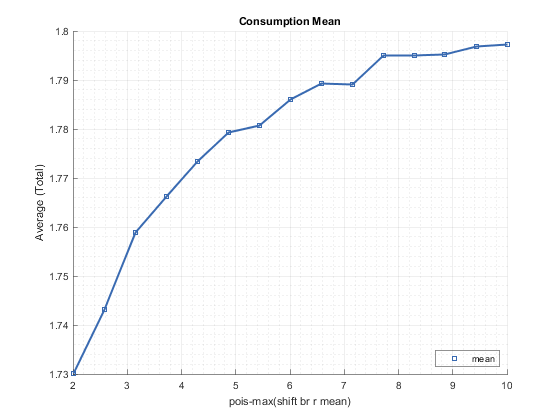 Consumption Mean
1.8
1.79
1.78
1.77
1.76
1.75
1.74
1.73
Average (Total)
2 3 4 5 6 7 8 9 10
pois-max(shift br r mean)
mean